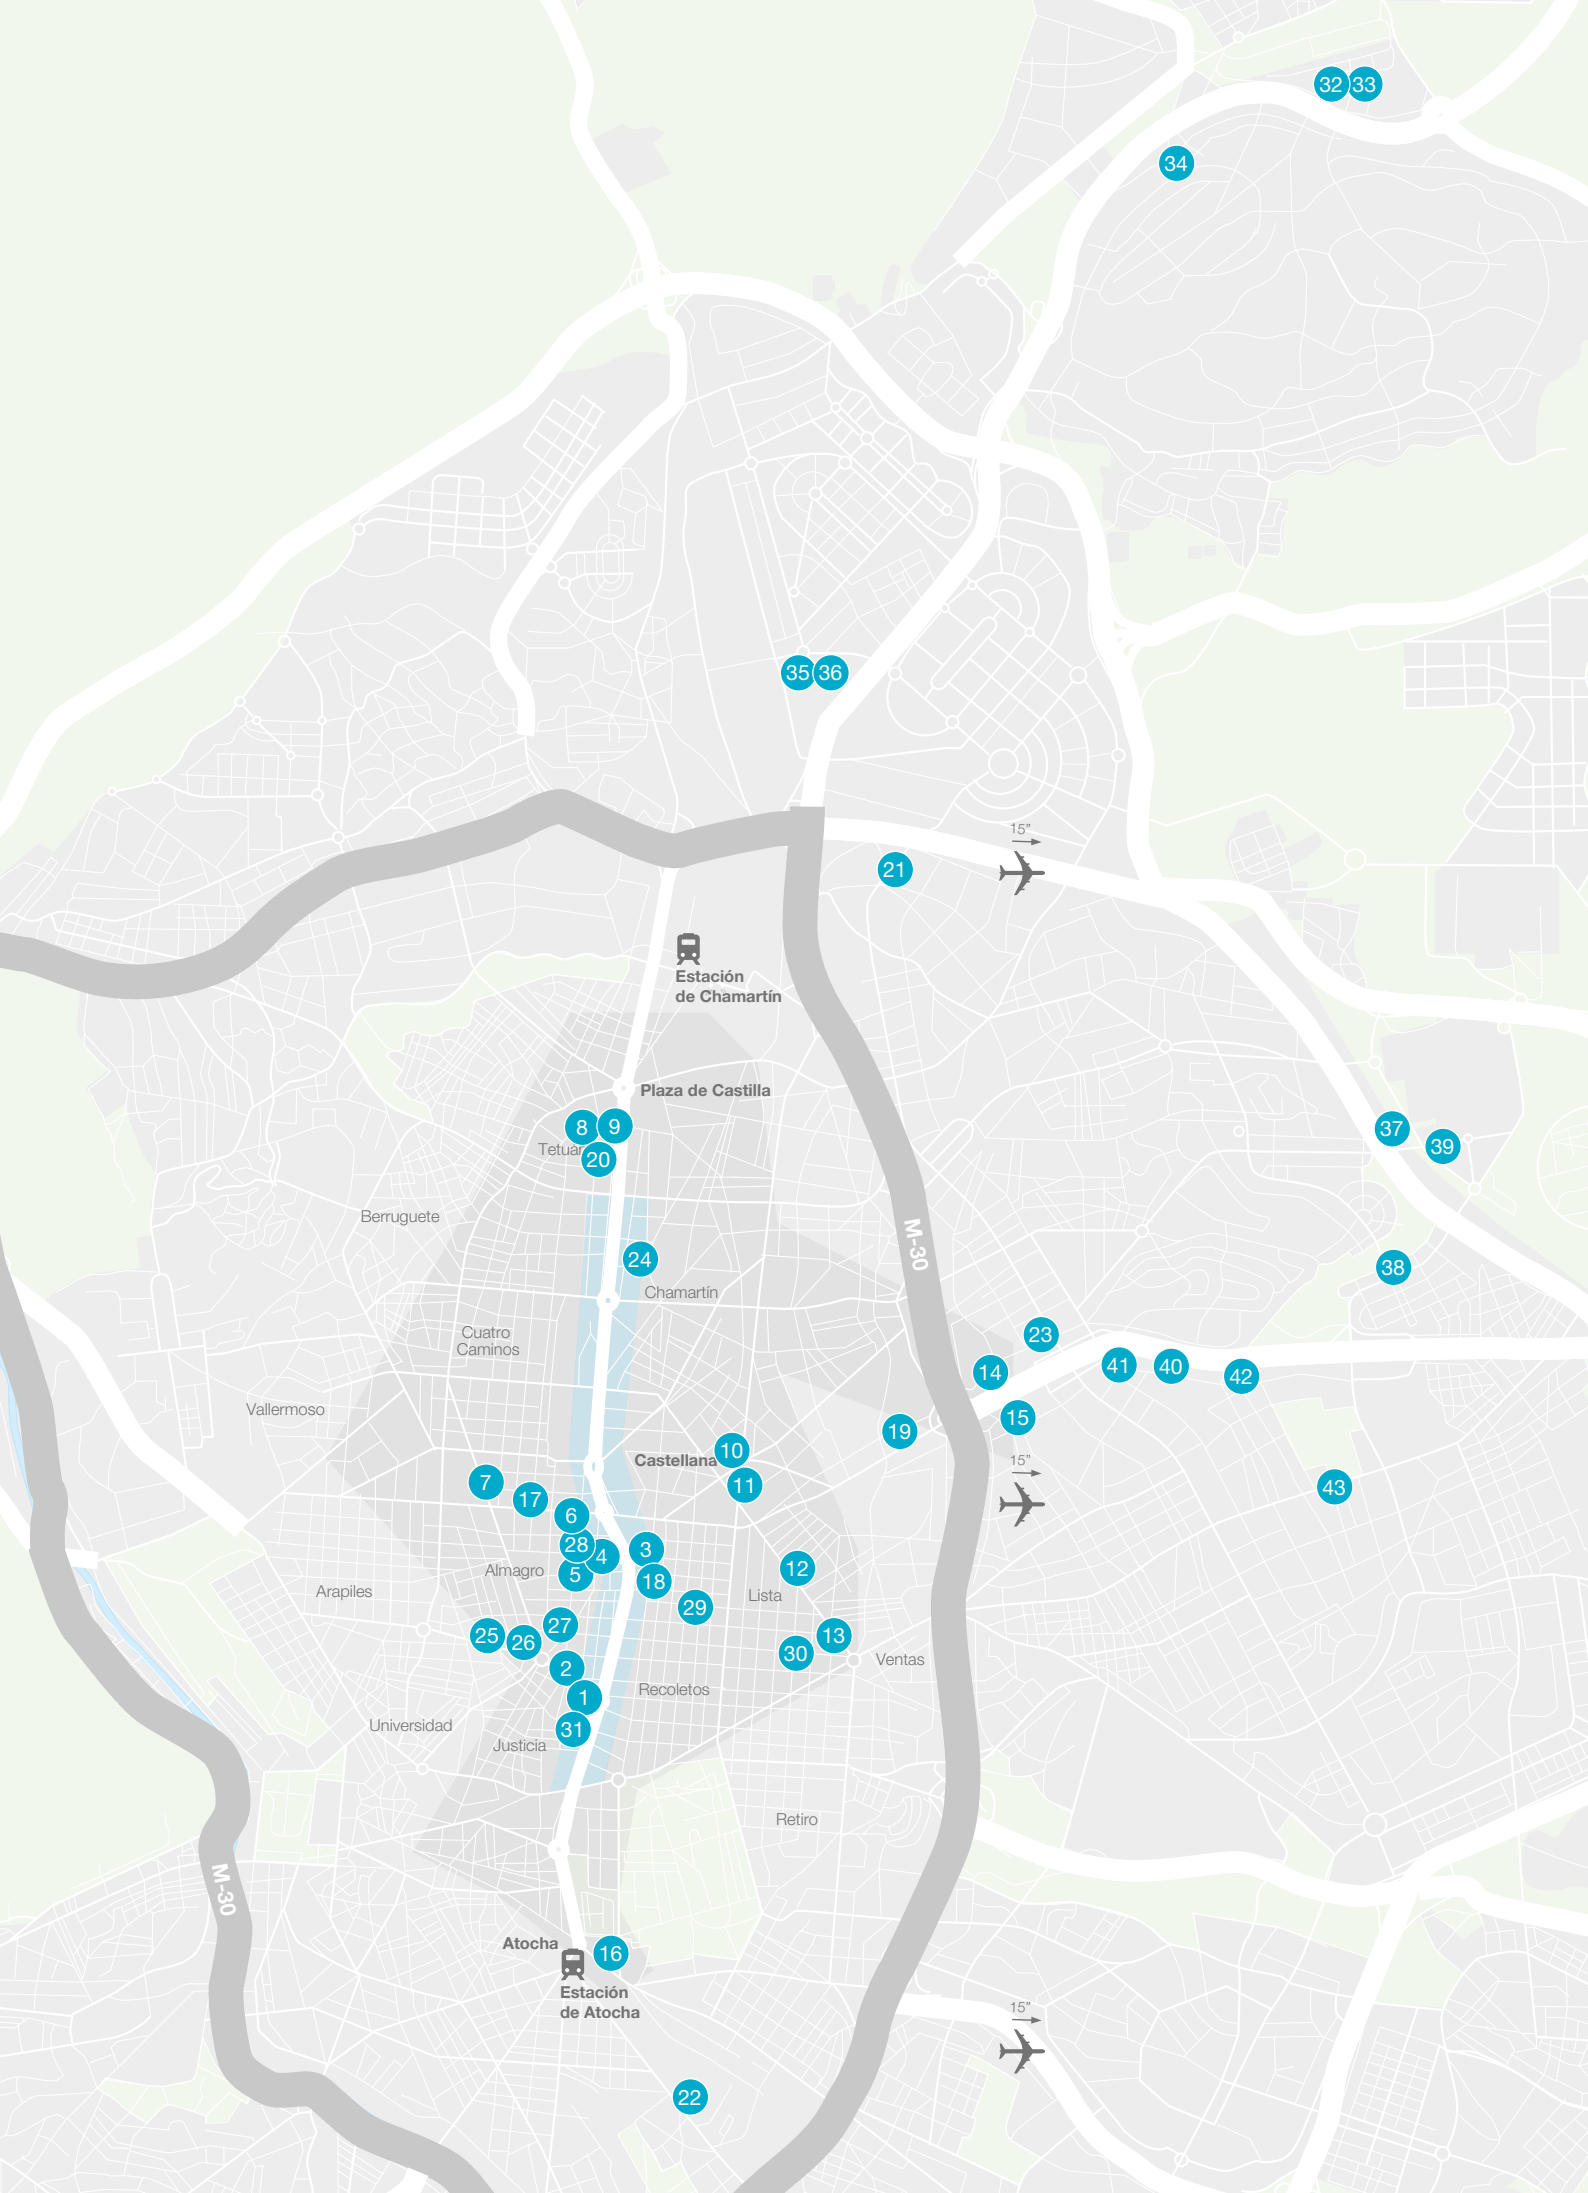 32 33
34
35 36
15”
21
Estación
de Chamartín
Plaza de Castilla
8 9
Tetuán
20
37
39
Berruguete
M-30
24
38
Chamartín
Cuatro
Caminos
23
41 40
14
42
Vallermoso
15
19
10
Castellana
15”
7
11
43
17
6
28
3
4
Almagro
5
12
18
Arapiles
Lista
29
27
25
26
13
30
Ventas
2
Recoletos
1
Universidad
31
Justicia
Retiro
M-30
Atocha
16
Estación
de Atocha
15”
22